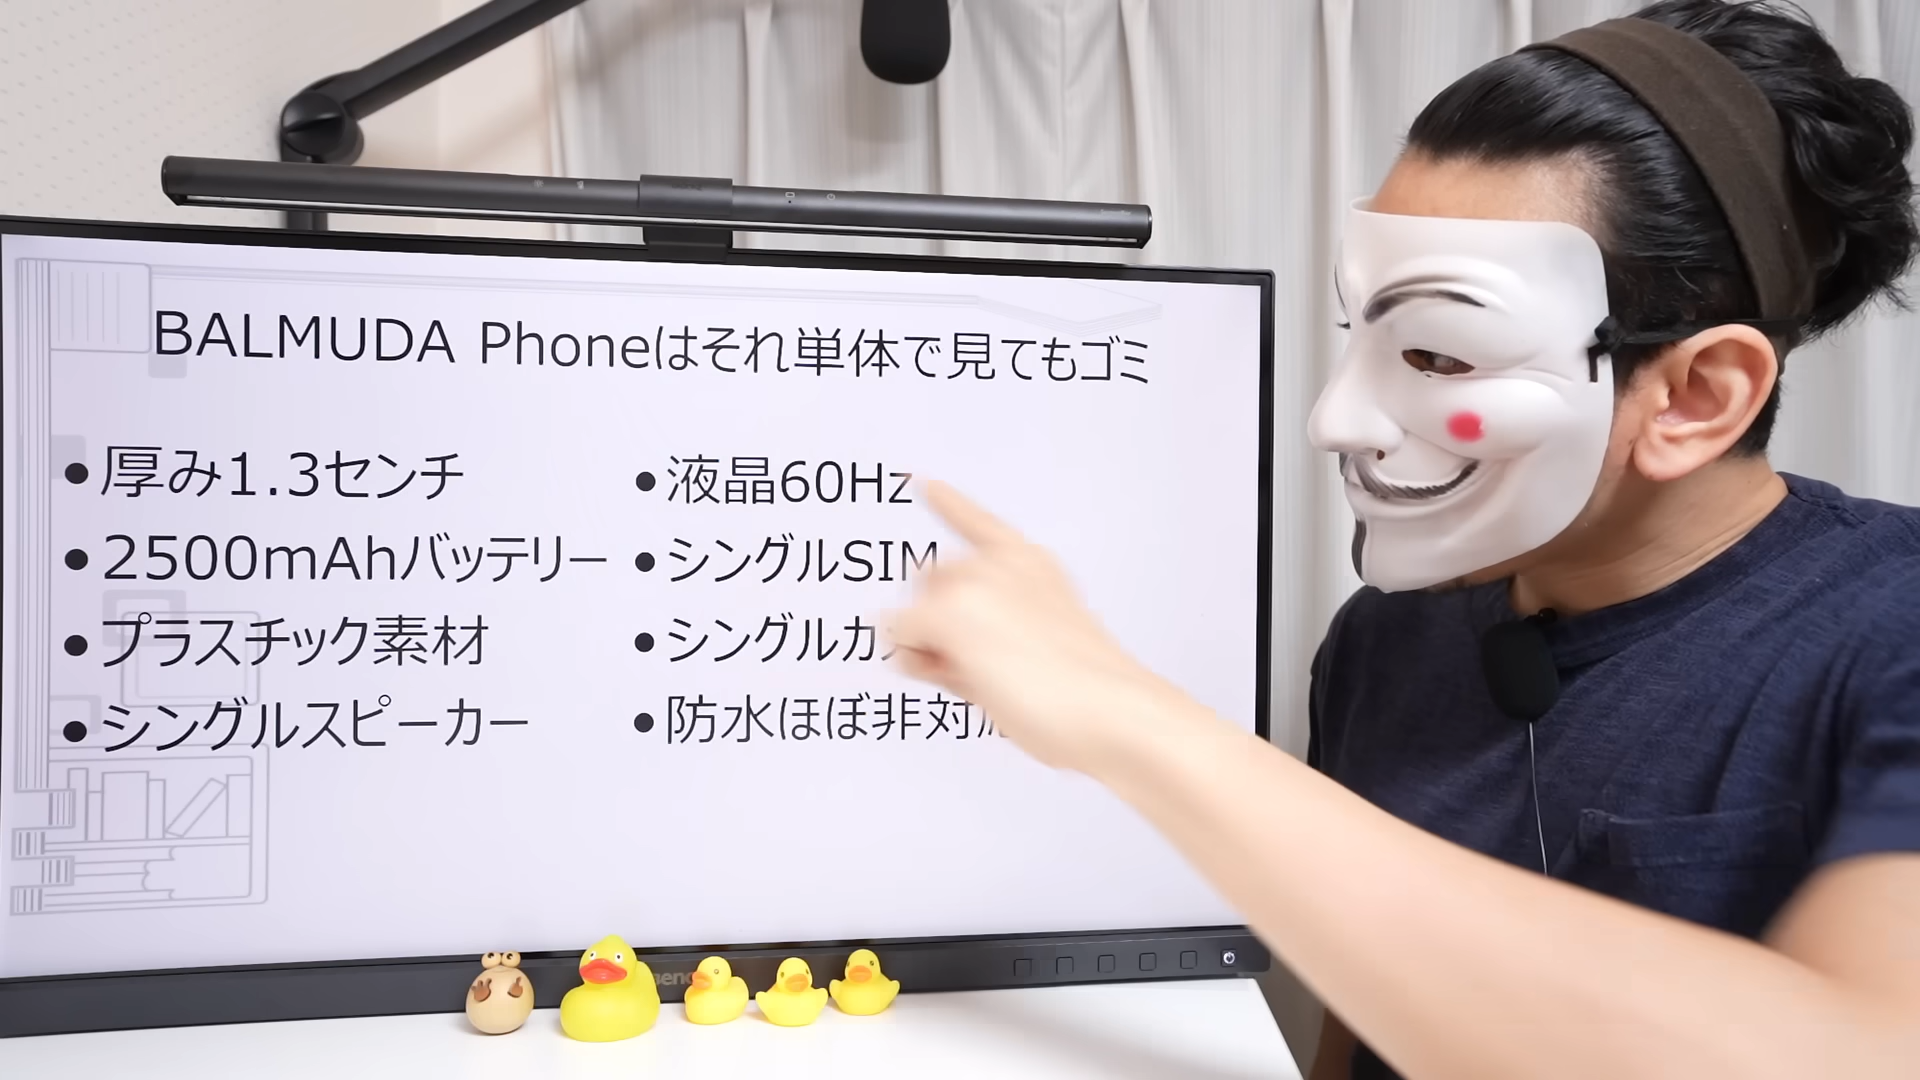 BALMUDA Phoneはそれ単体で見てもゴミ
•厚み1.3センチ
•2500mAhバッテリー
•プラスチック素材
•シングルスピーカー
•液晶60Hz
•シングルSIM
•シングルカメ
•防水ほぼ非対応